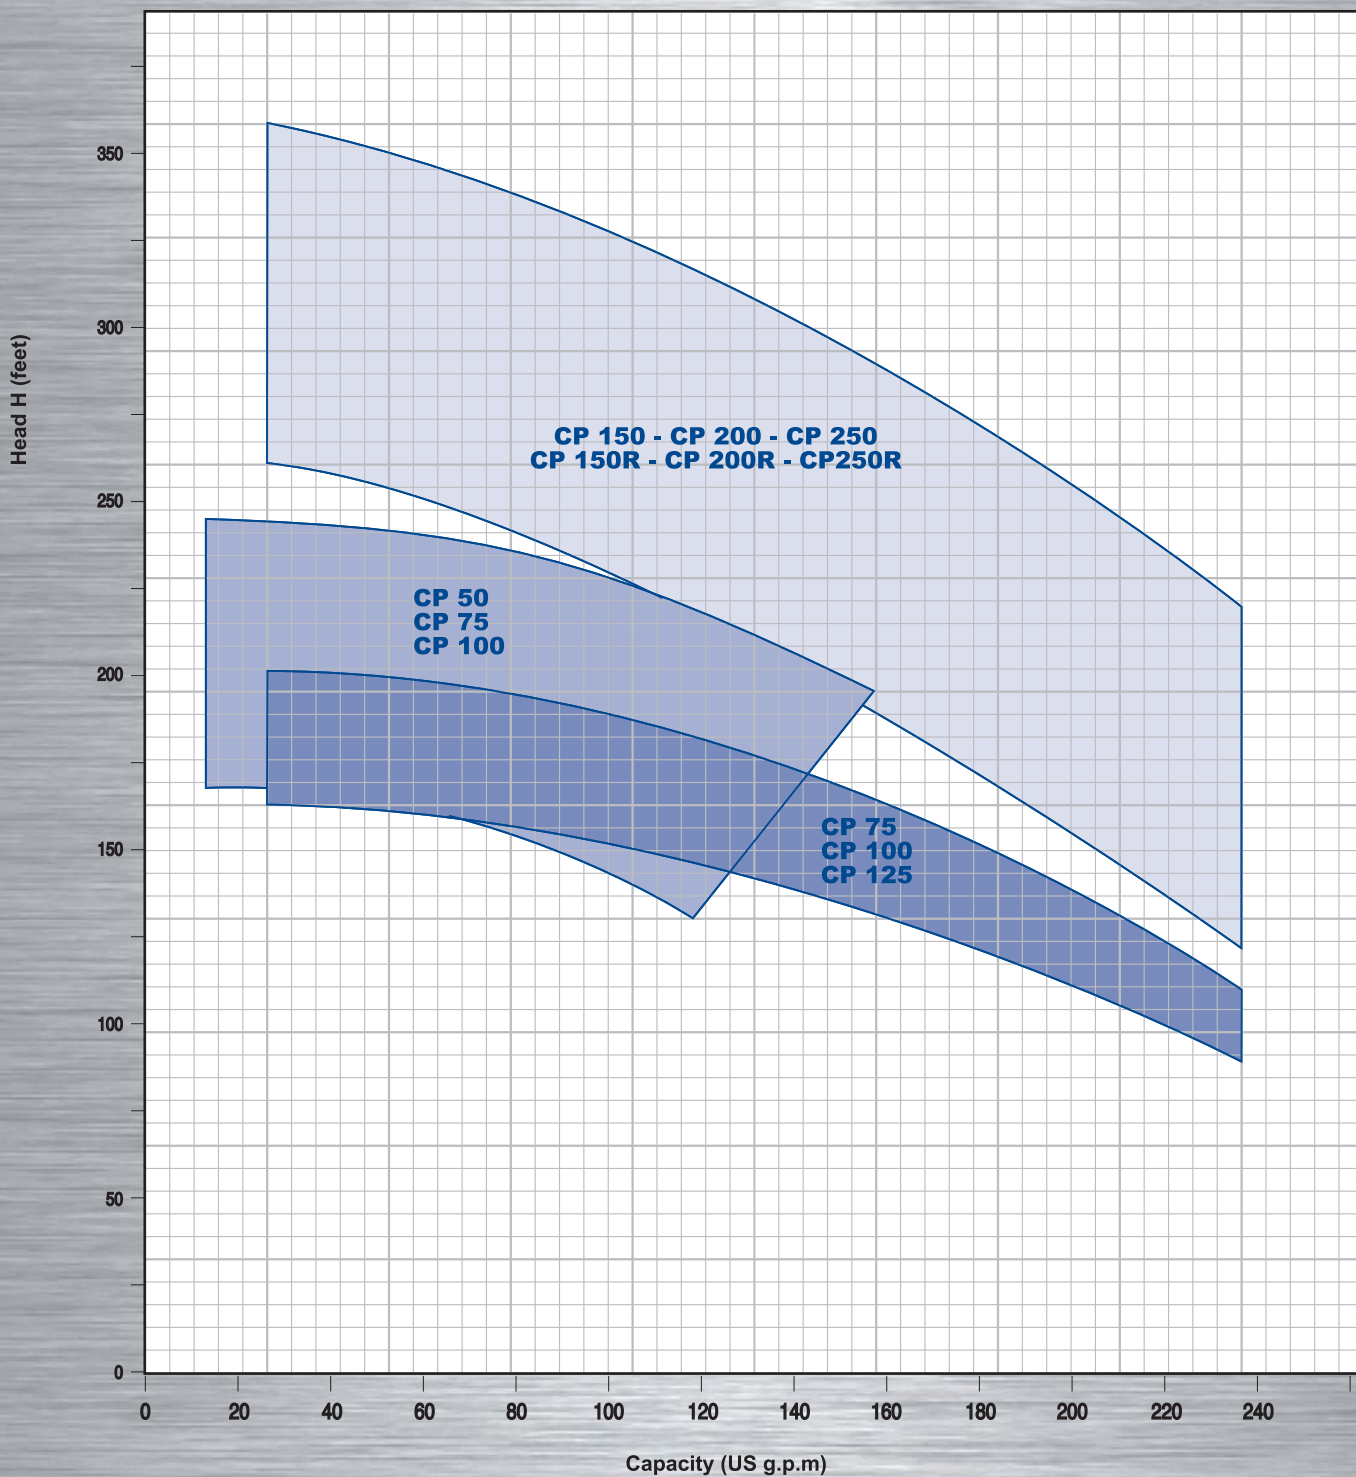 350
300
250
200
150
100
50
0
Head H (feet)
CP 150 - CP 200 - CP 250
CP 150R - CP 200R - CP250R
CP 50
CP 75
CP 100
CP 75
CP 100
CP 125
0 20 40 60 80 100 120 140 160 180 200 220 240
Capacity (US g.p.m)